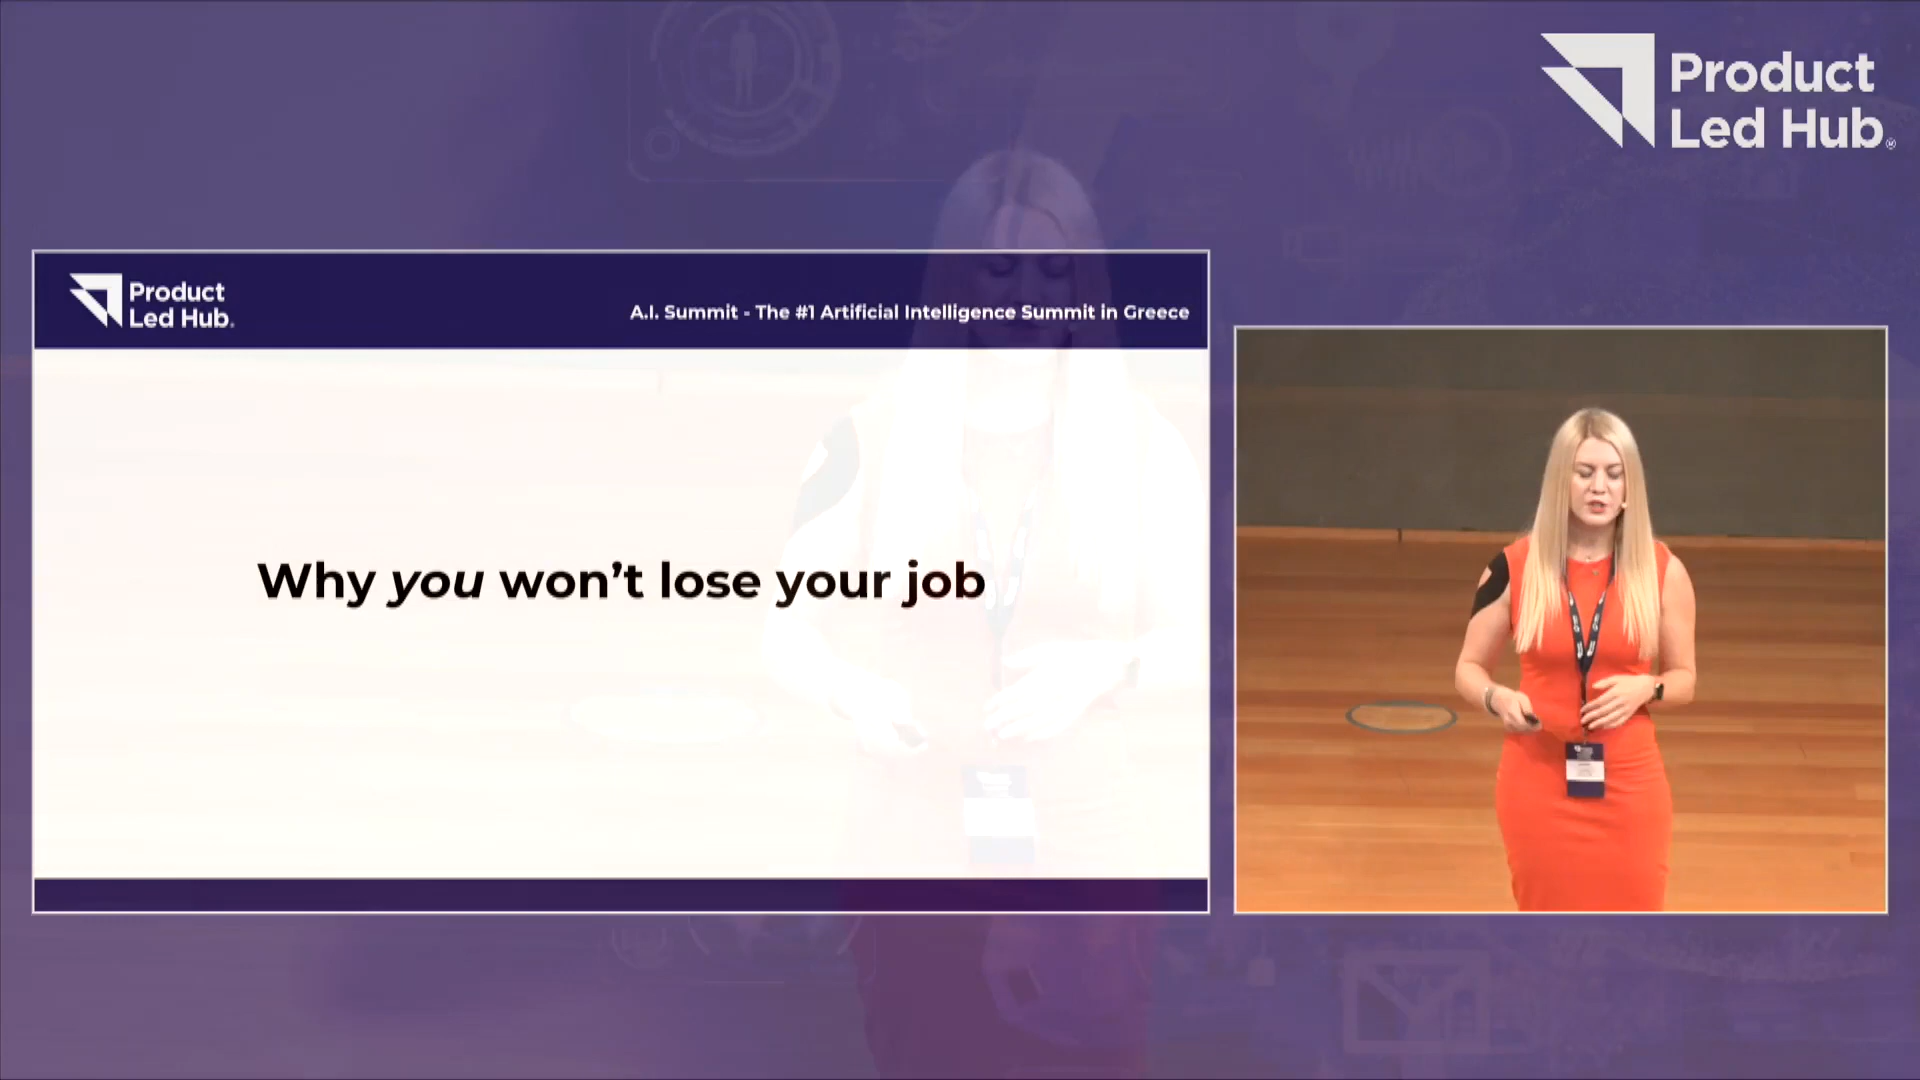 Product
Led Hub®
Product
Led Hub.
A.I. Summit - The #1 Artificial Intelligence Summit in Greece
Why you won't lose your job